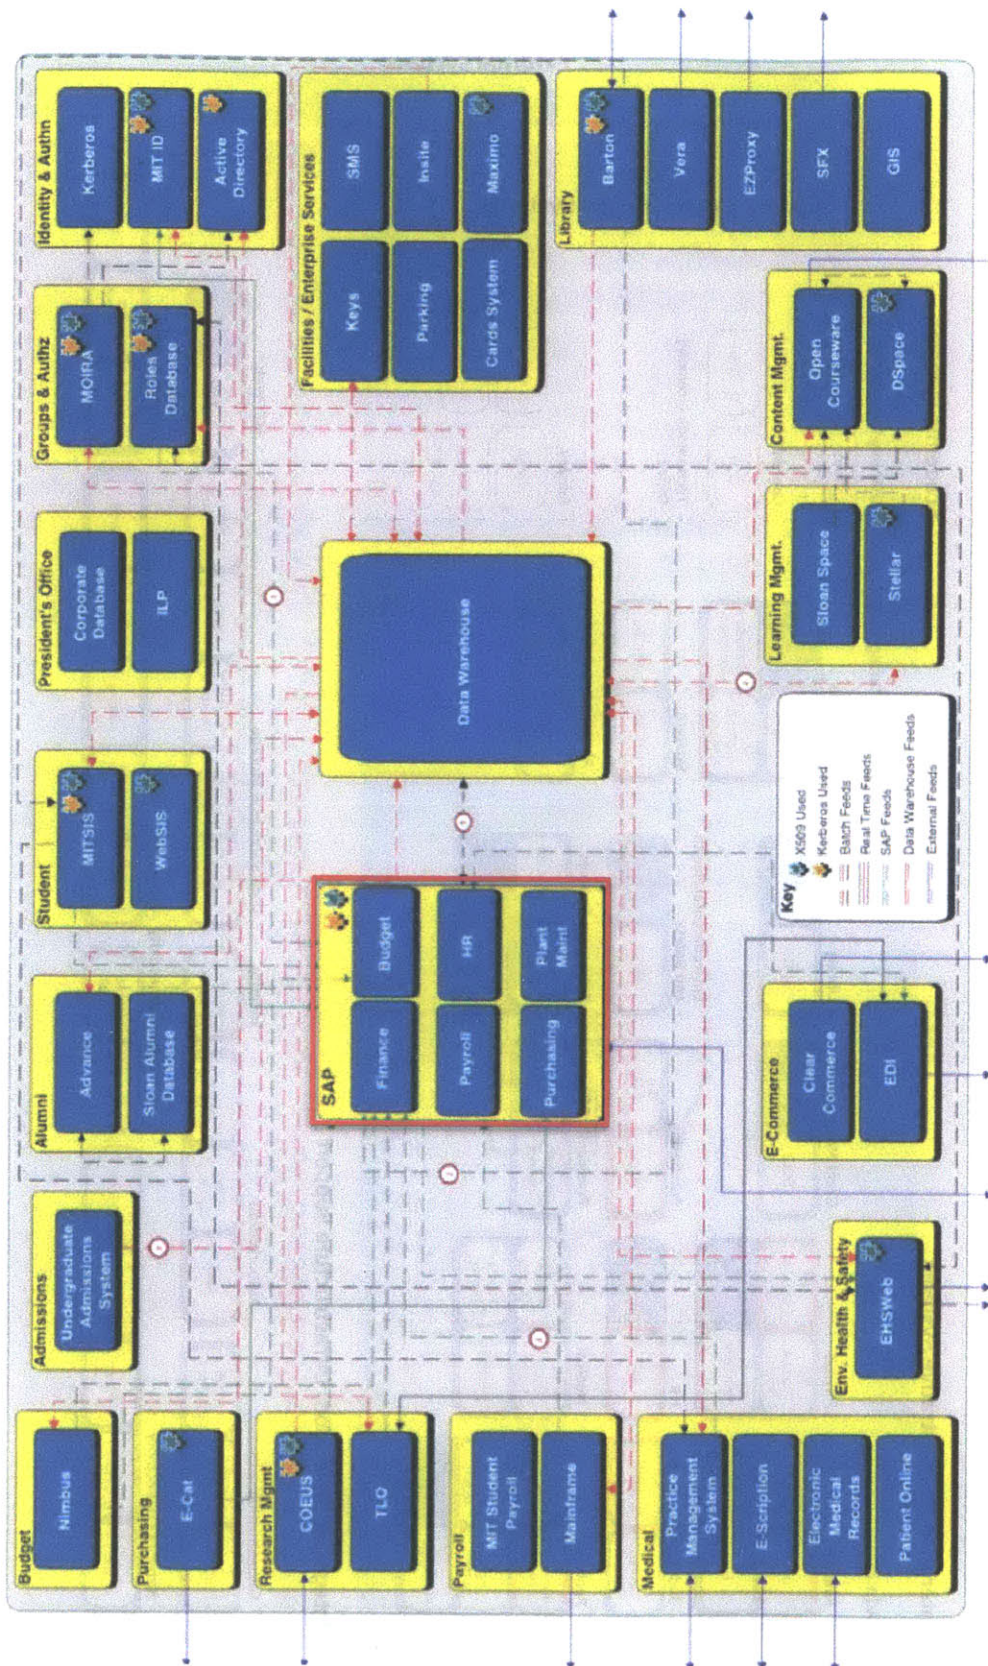 Budget
Nimbus
Purchasing
E-Cat
Research Mgmt
COEUS
TLO
Payroll
MIT Student
Payroll
Mainframe
Medical
Practice
Management
System
E-Scription
Electronic
Medical
Records
Patient Online
Admissions
Undergraduate
Admissions
System
Env. Health & Safety
EHSWeb
Alumni
Advance
Sloan Alumni
Database
SAP
Finance
Budget
Payroll
HR
Purchasing
Plant
Maint
E-Commerce
Clear
Commerce
EDI
Student
MITSIS
WebSIS
Key
X509 Used
Kerberos Used
Batch Feeds
Real Time Feeds
SAP Feeds
Data Warehouse Feeds
External Feeds
President's Office
Corporate
Database
ILP
Data Warehouse
Learning Mgmt.
Sloan Space
Stellar
Groups & Authz
MOIRA
Roles
Database
Content Mgmt.
Open
Courseware
DSpace
Identity & Authn
Kerberos
MIT ID
Active
Directory
Facilities / Enterprise Services
Keys
SMS
Parking
Insite
Cards System
Maximo
Library
Barton
Vera
EZProxy
SFX
GIS